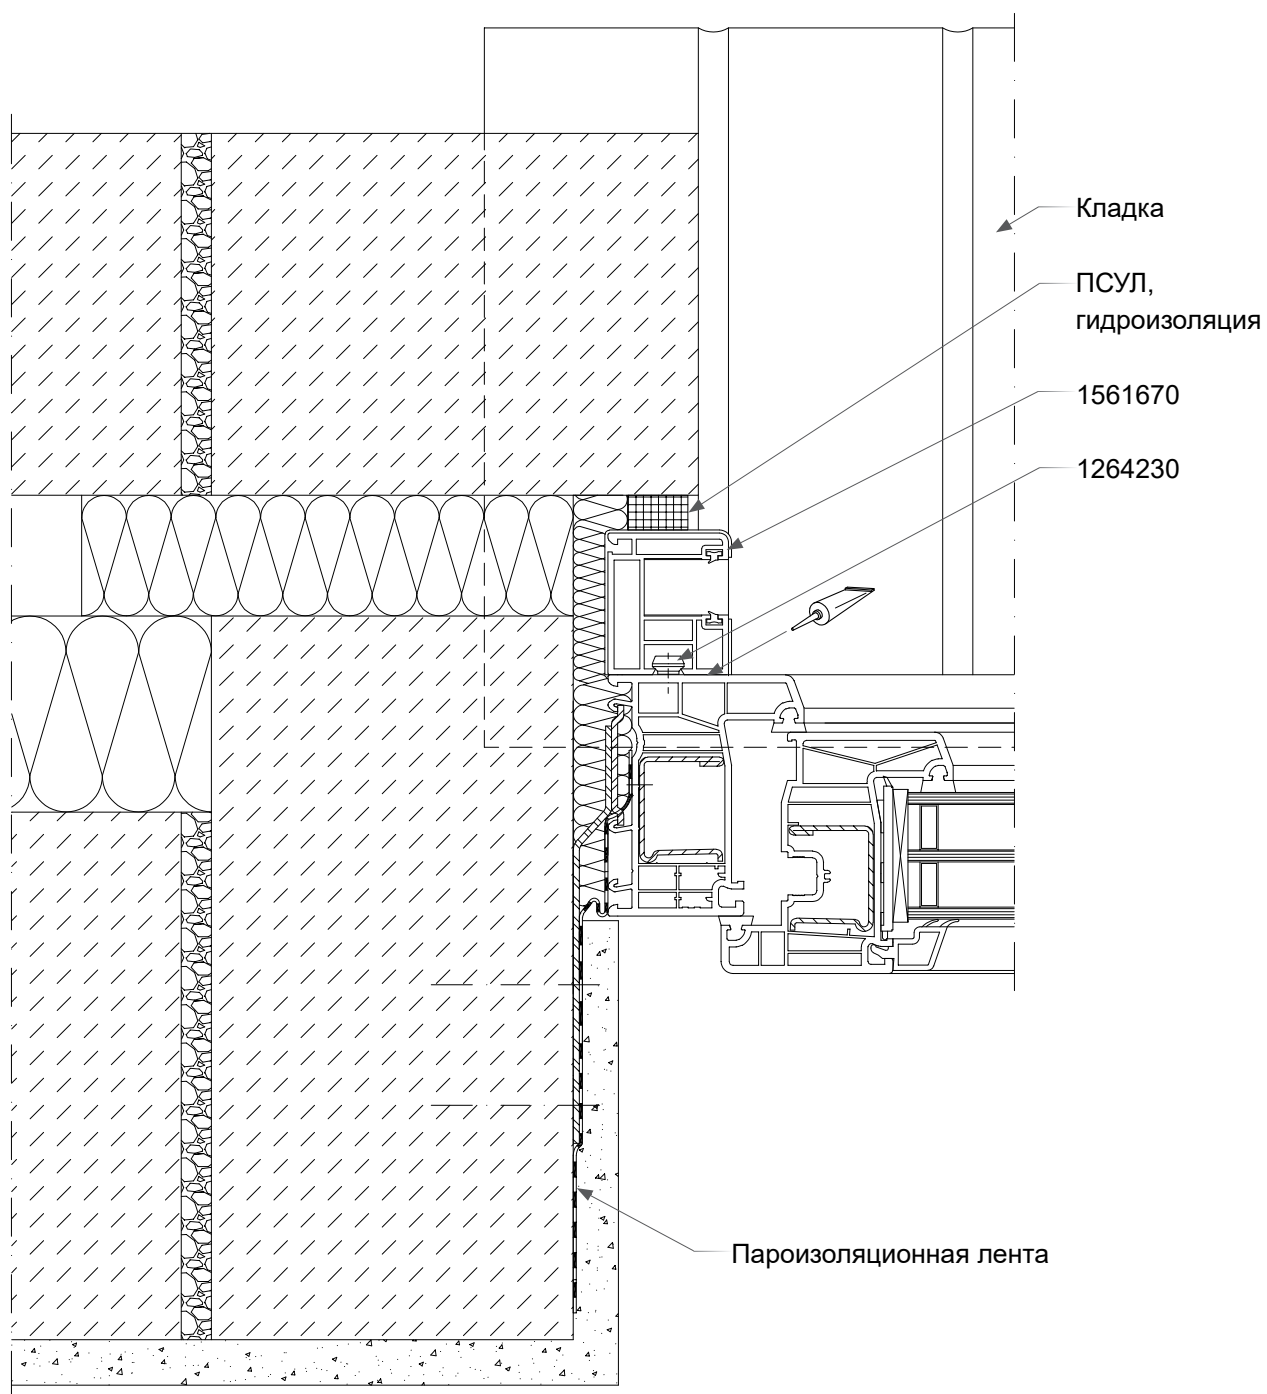 Кладка
ПСУЛ,
гидроизоляция
1561670
1264230
Пароизоляционная лента